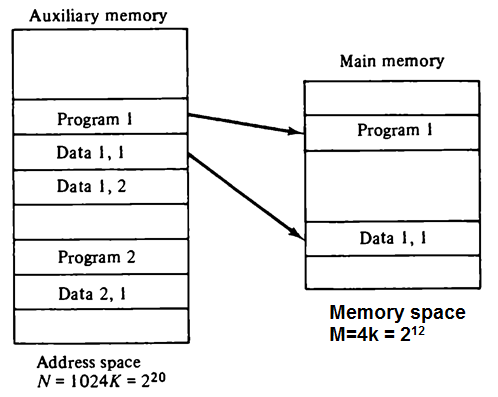 Auxiliary memory
Program 1
Data 1, 1
Data 1, 2
Program 2
Data 2, 1
Address space
N = 1024K = 2²⁰
Main memory
Program 1
Data 1, 1
Memory space
M=4k = 2¹²